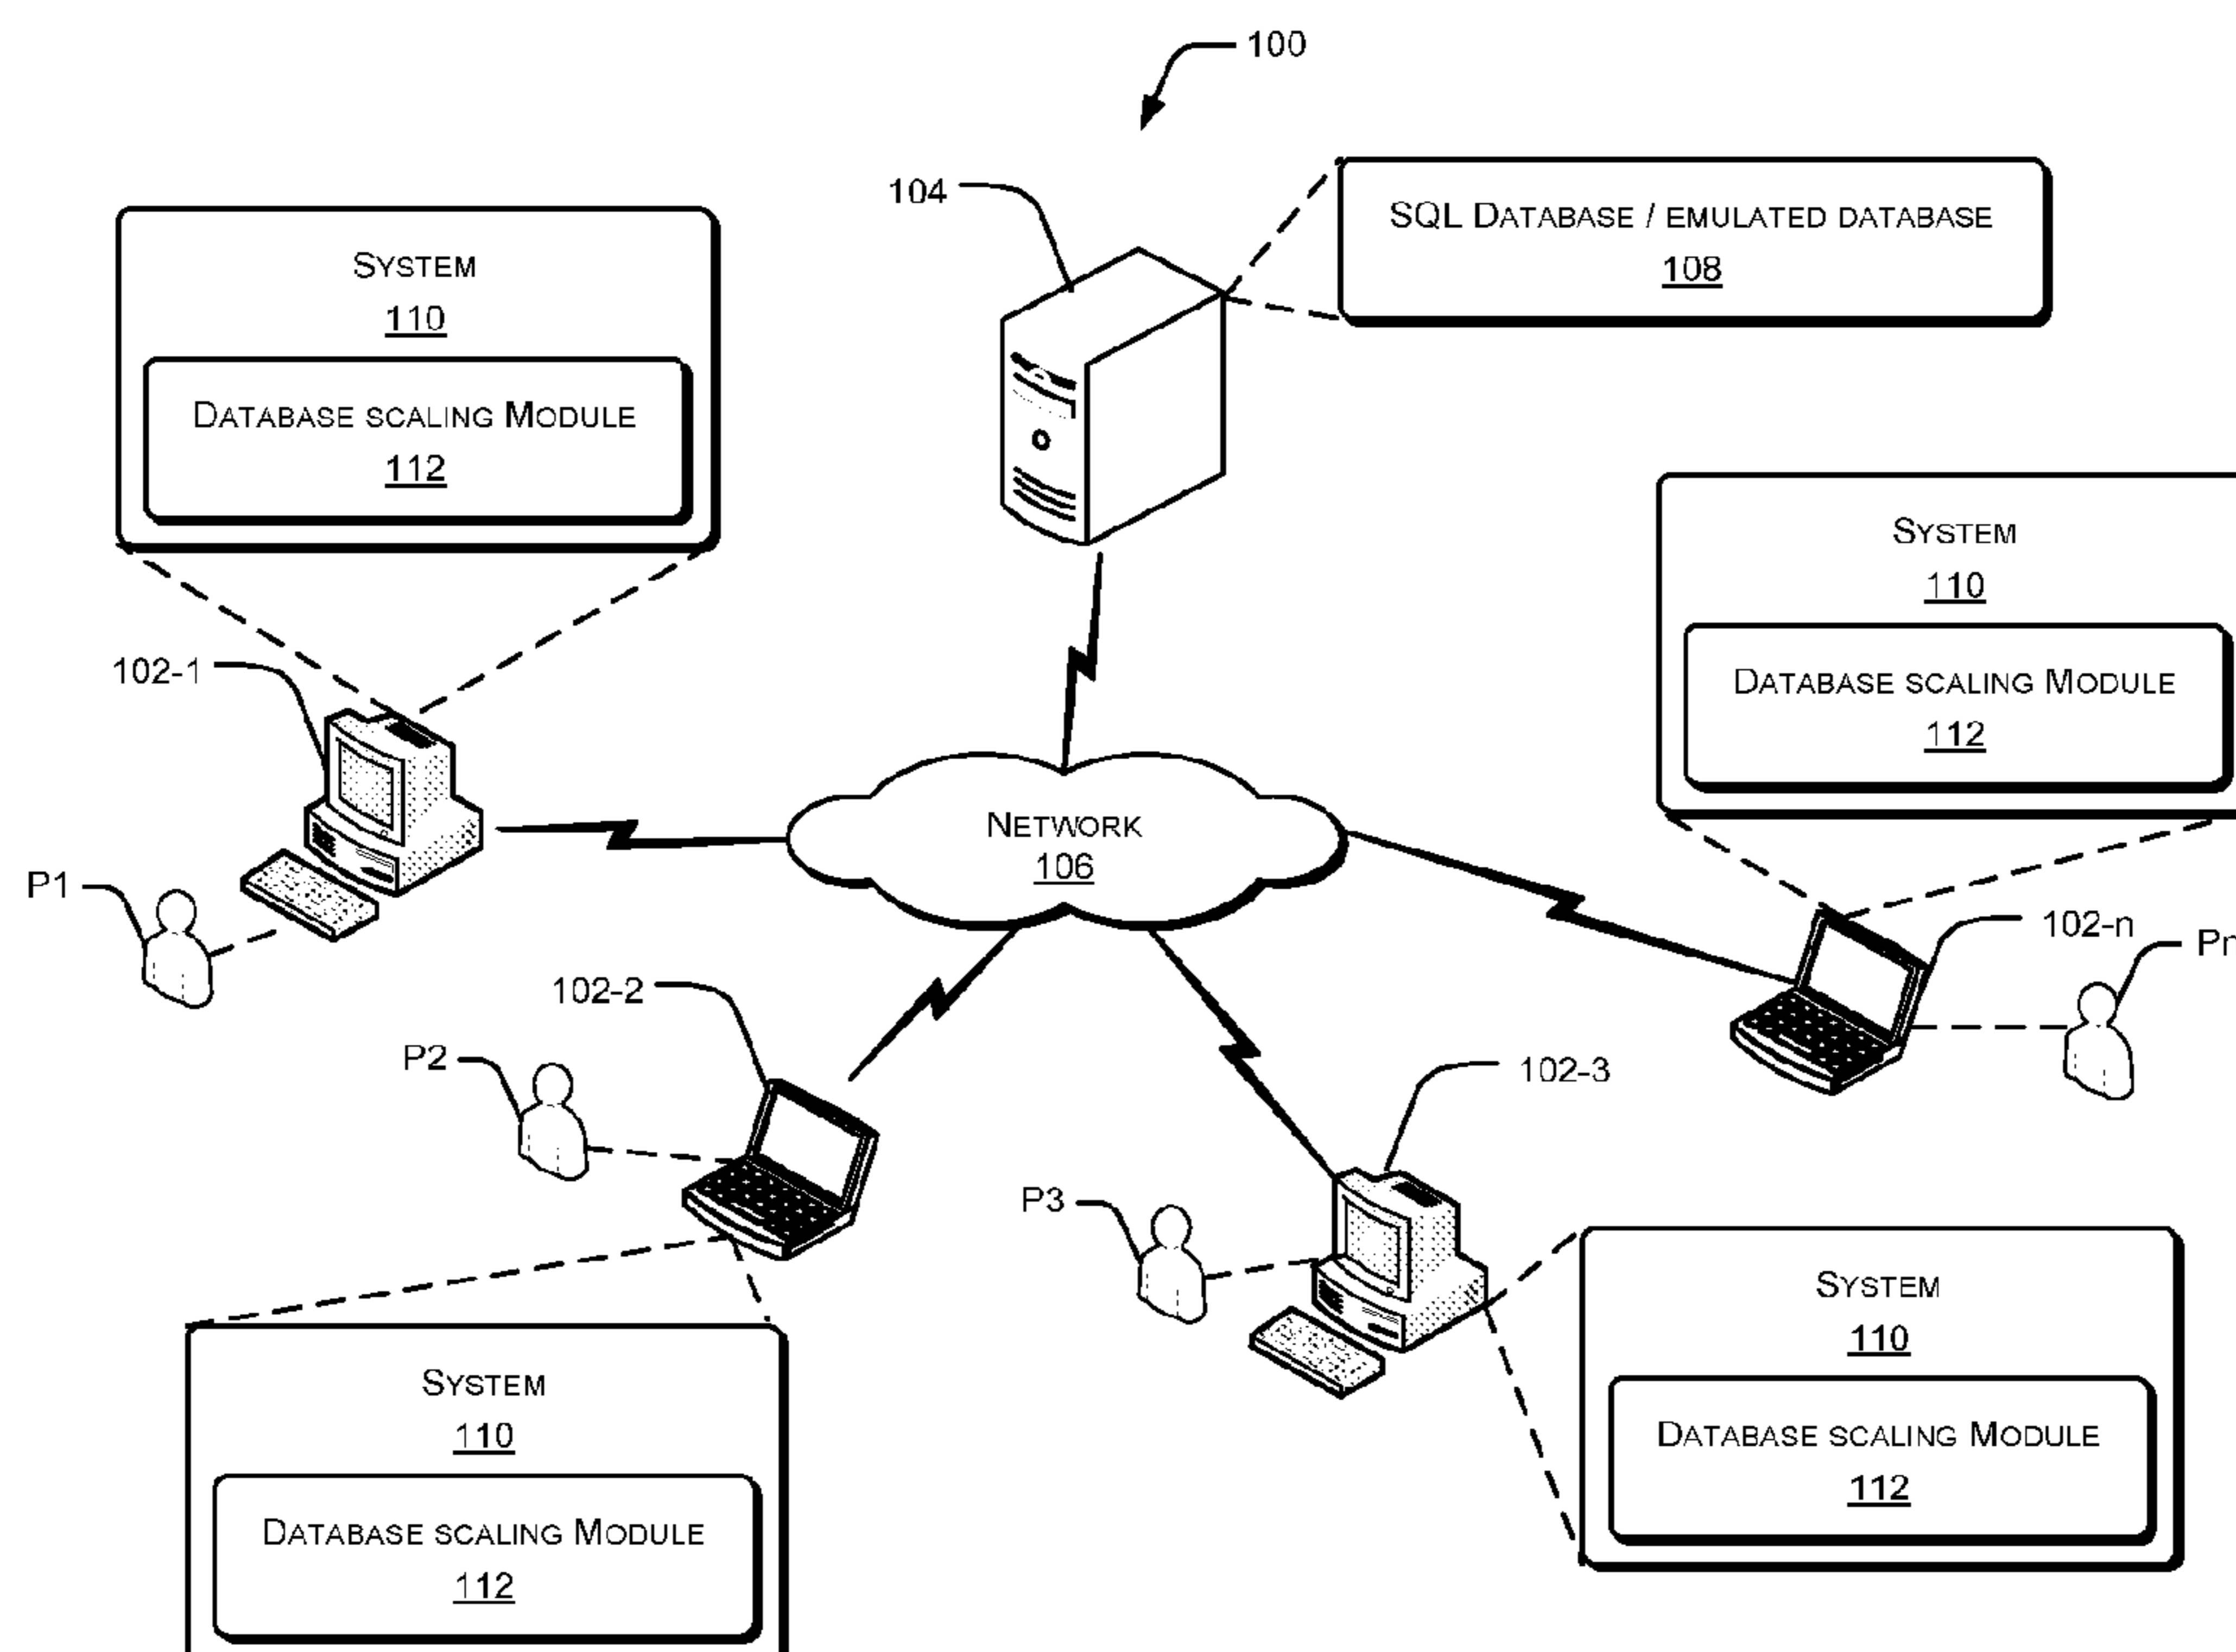 100
104
SQL DATABASE / EMULATED DATABASE
108
SYSTEM
110
DATABASE SCALING MODULE
112
SYSTEM
110
DATABASE SCALING MODULE
112
102-1
NETWORK
106
P1
102-n
102-2
P2
102-3
P3
SYSTEM
110
DATABASE SCALING MODULE
112
SYSTEM
110
DATABASE SCALING MODULE
112